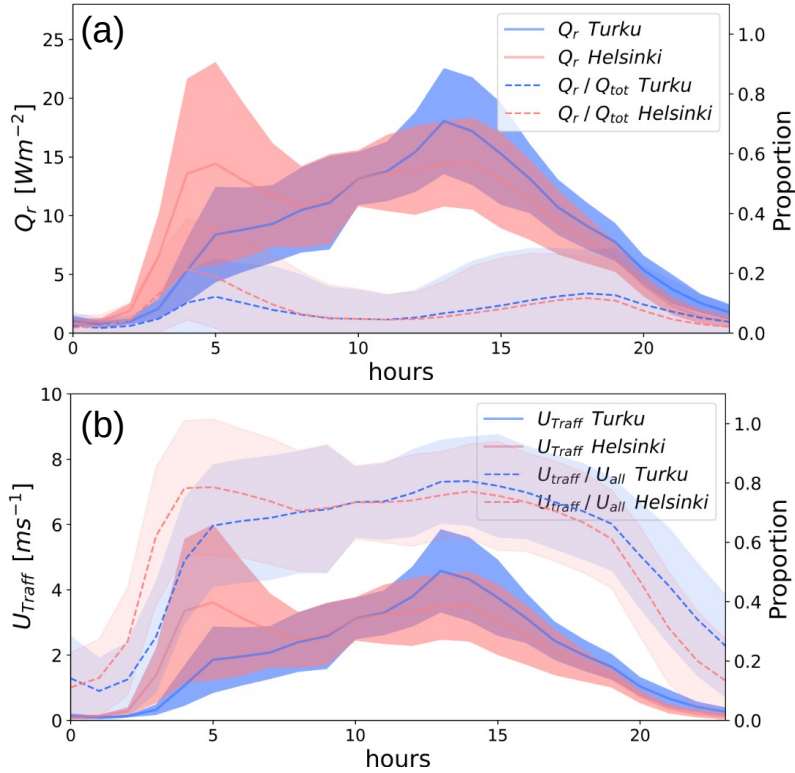 (a)
Q_r Turku
Q_r Helsinki
Q_r / Q_tot Turku
Q_r / Q_tot Helsinki
Q_r [Wm⁻²]
25
20
15
10
5
0
1.0
0.8
0.6
0.4
0.2
0.0
Proportion
0 5 10 15 20
hours
(b)
U_Traff Turku
U_Traff Helsinki
U_traff / U_all Turku
U_traff / U_all Helsinki
U_Traff [ms⁻¹]
10
8
6
4
2
0
1.0
0.8
0.6
0.4
0.2
0.0
Proportion
0 5 10 15 20
hours